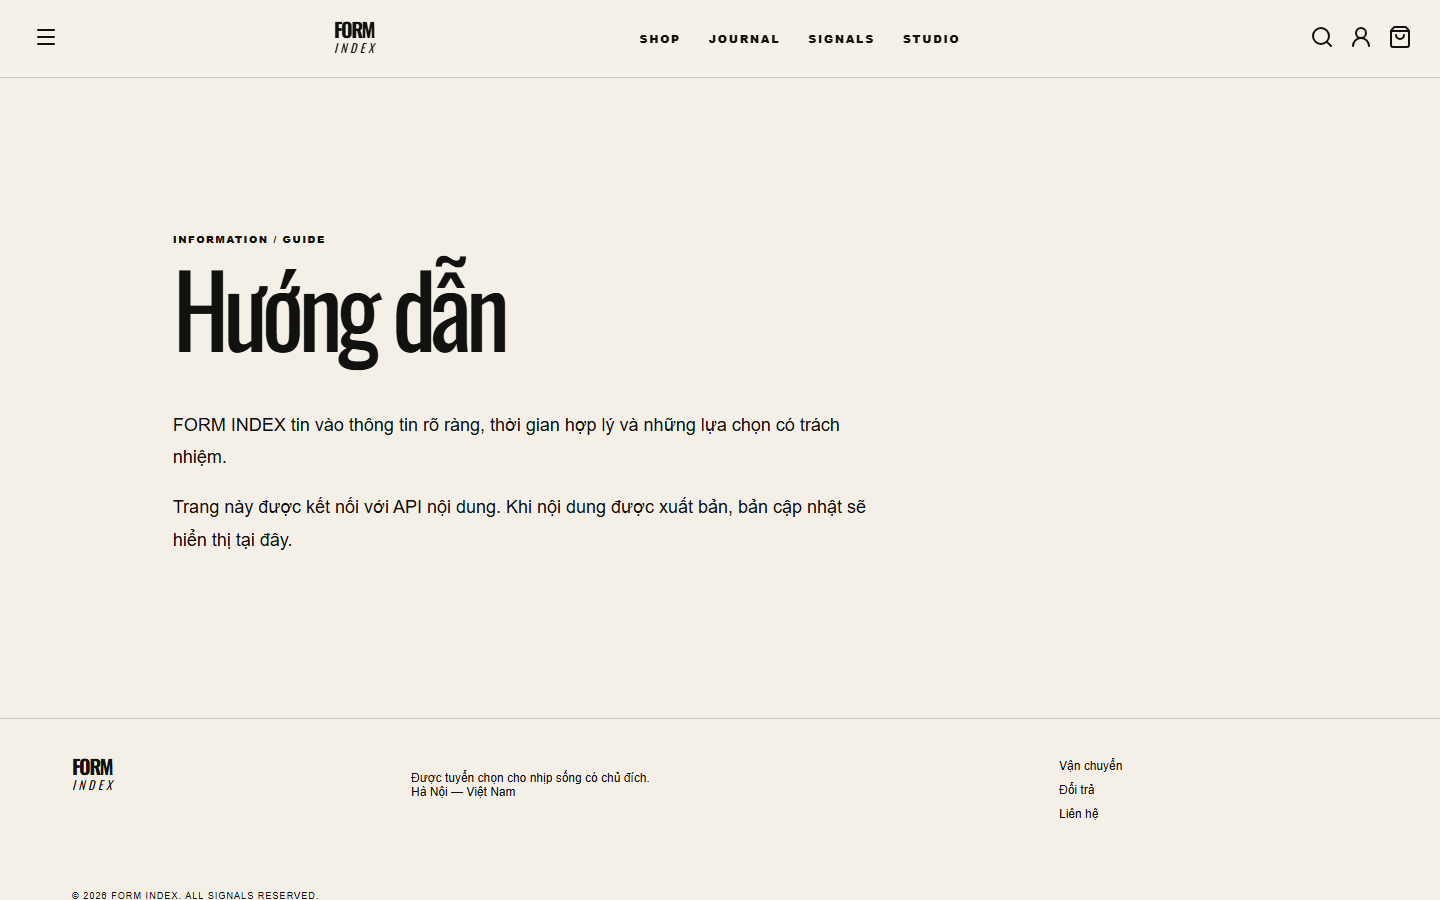 FORM
INDEX
SHOP
JOURNAL
SIGNALS
STUDIO
INFORMATION / GUIDE
Hướng dẫn
FORM INDEX tin vào thông tin rõ ràng, thời gian hợp lý và những lựa chọn có trách
nhiệm.
Trang này được kết nối với API nội dung. Khi nội dung được xuất bản, bản cập nhật sẽ
hiển thị tại đây.
FORM
INDEX
Được tuyển chọn cho nhịp sống có chủ đích.
Hà Nội — Việt Nam
Vận chuyển
Đổi trả
Liên hệ
© 2026 FORM INDEX. ALL SIGNALS RESERVED.